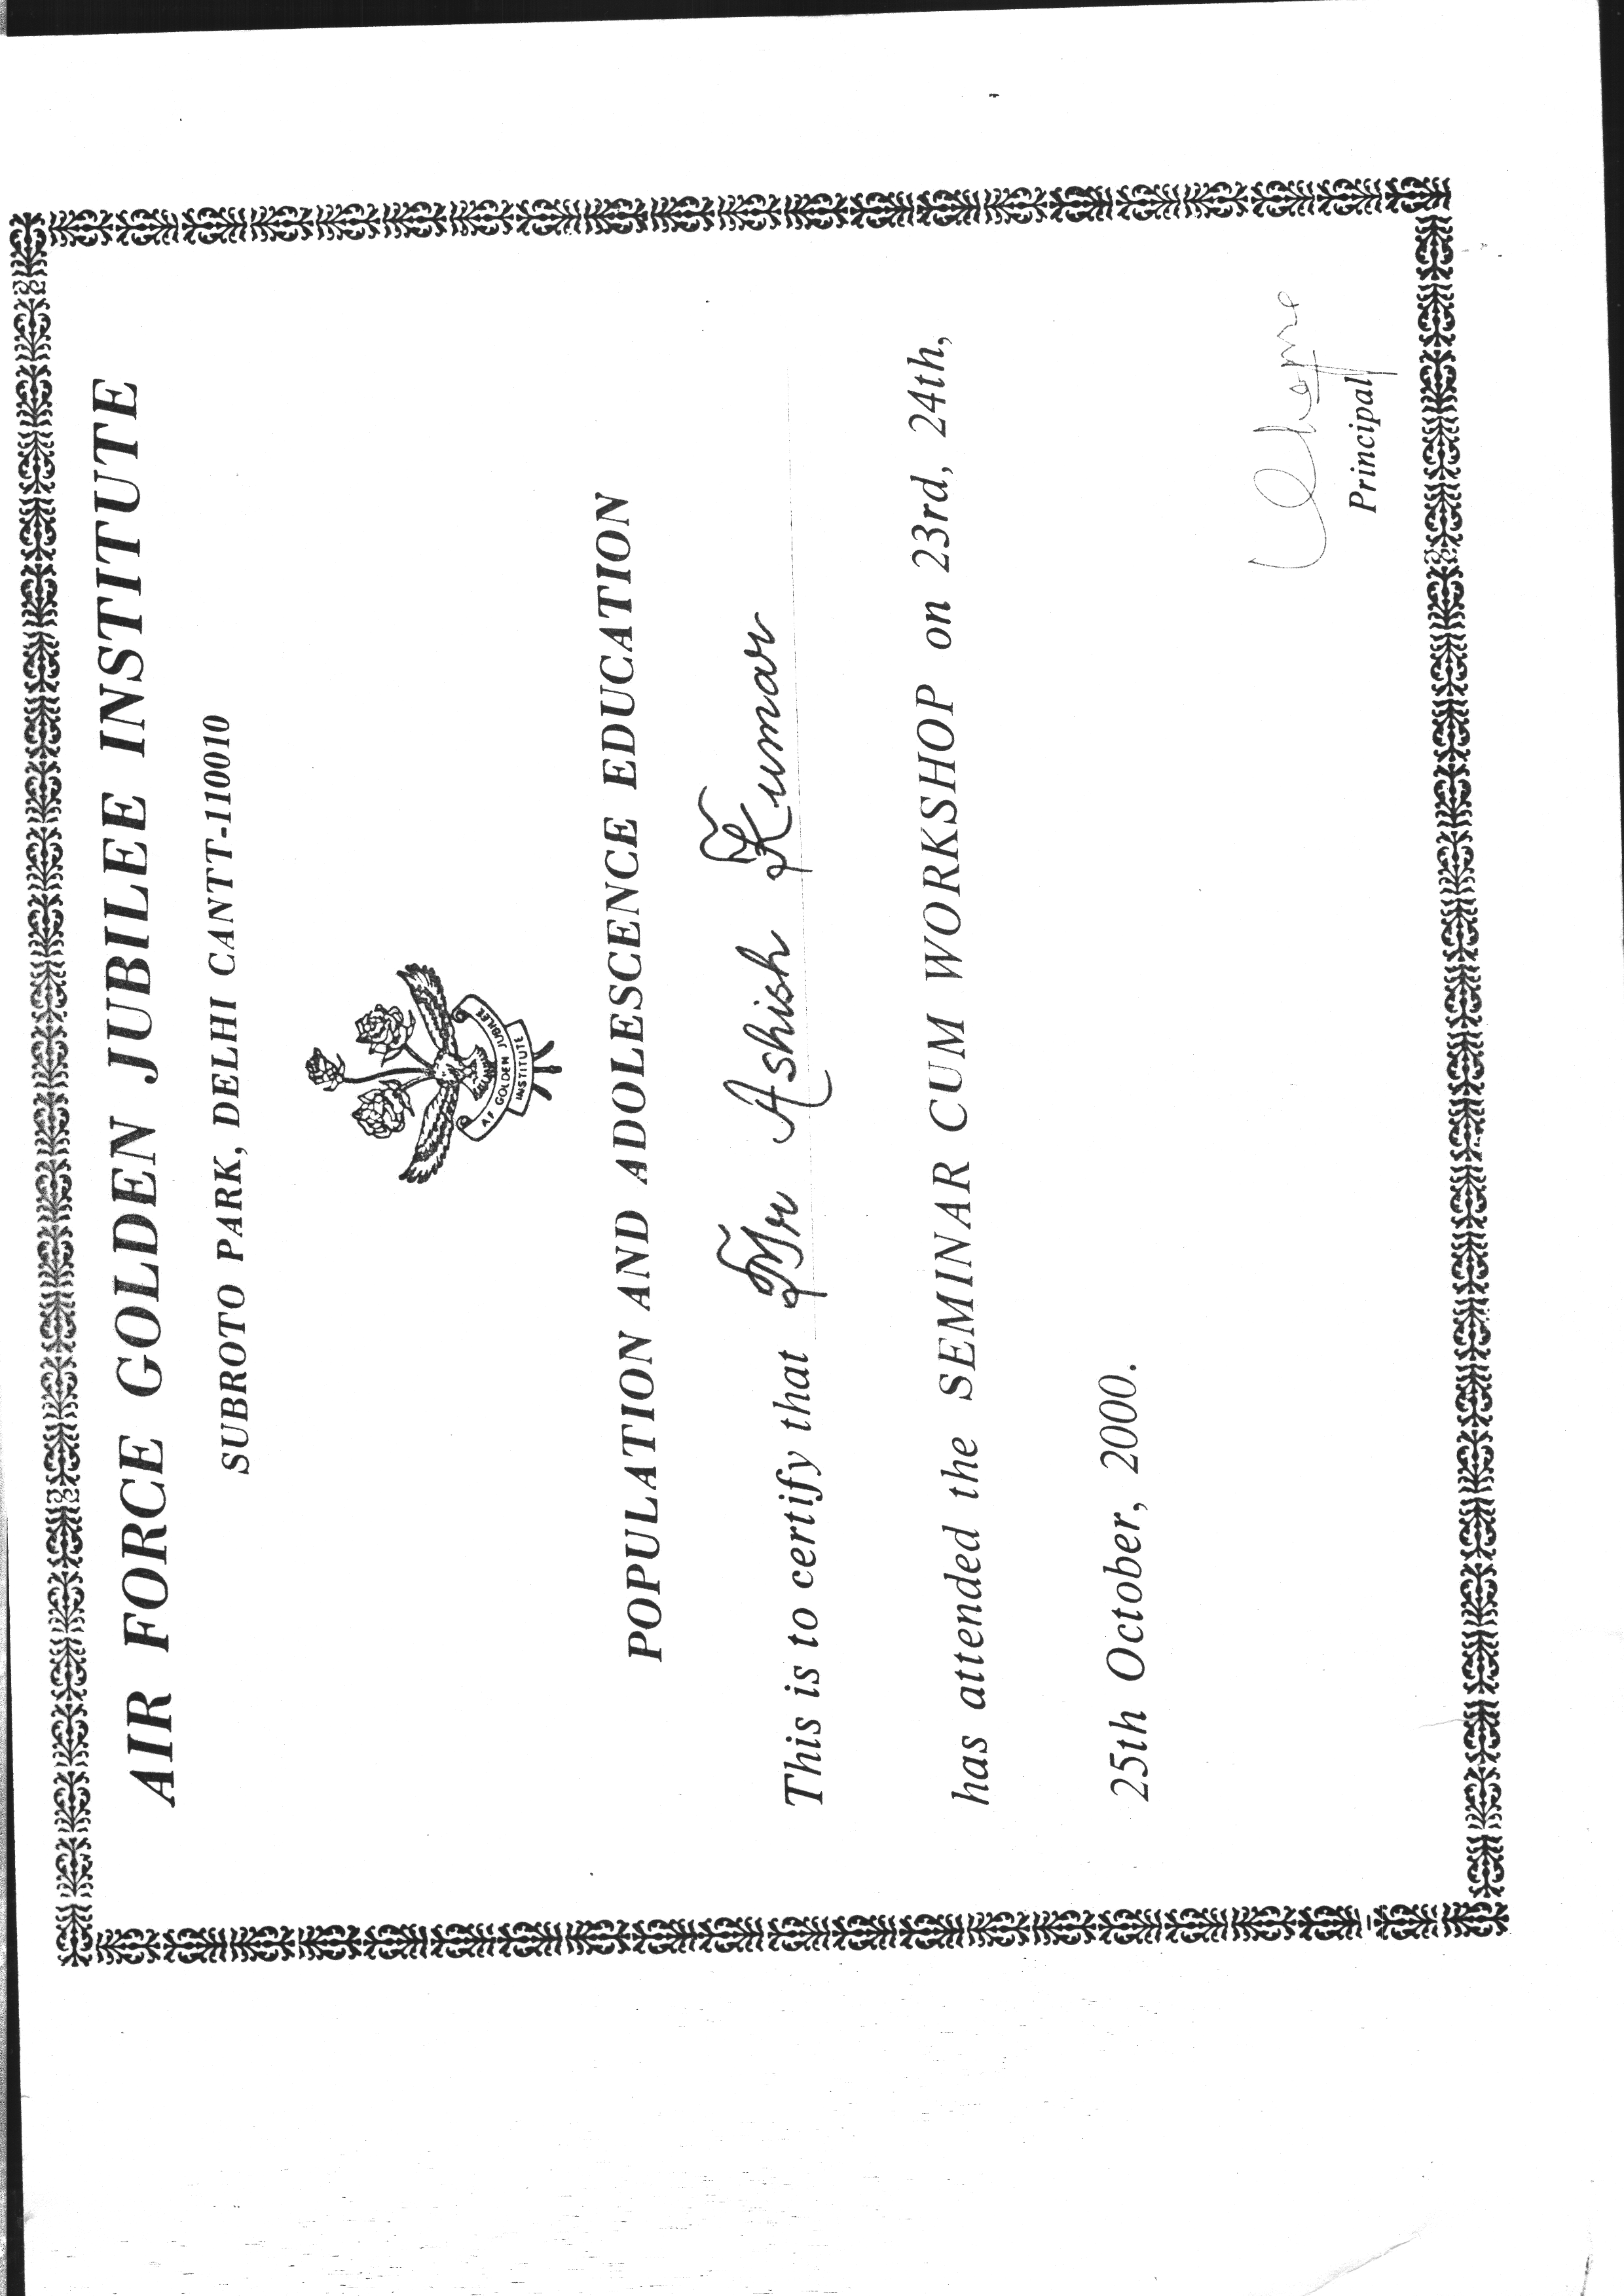 AIR FORCE GOLDEN JUBILEE INSTITUTE
SUBROTO PARK, DELHI CANTT-110010
A F GOLDEN JUBILEE
INSTITUTE
POPULATION AND ADOLESCENCE EDUCATION
This is to certify that Mr Ashish Kumar
has attended the SEMINAR CUM WORKSHOP on 23rd, 24th,
25th October, 2000.
Principal